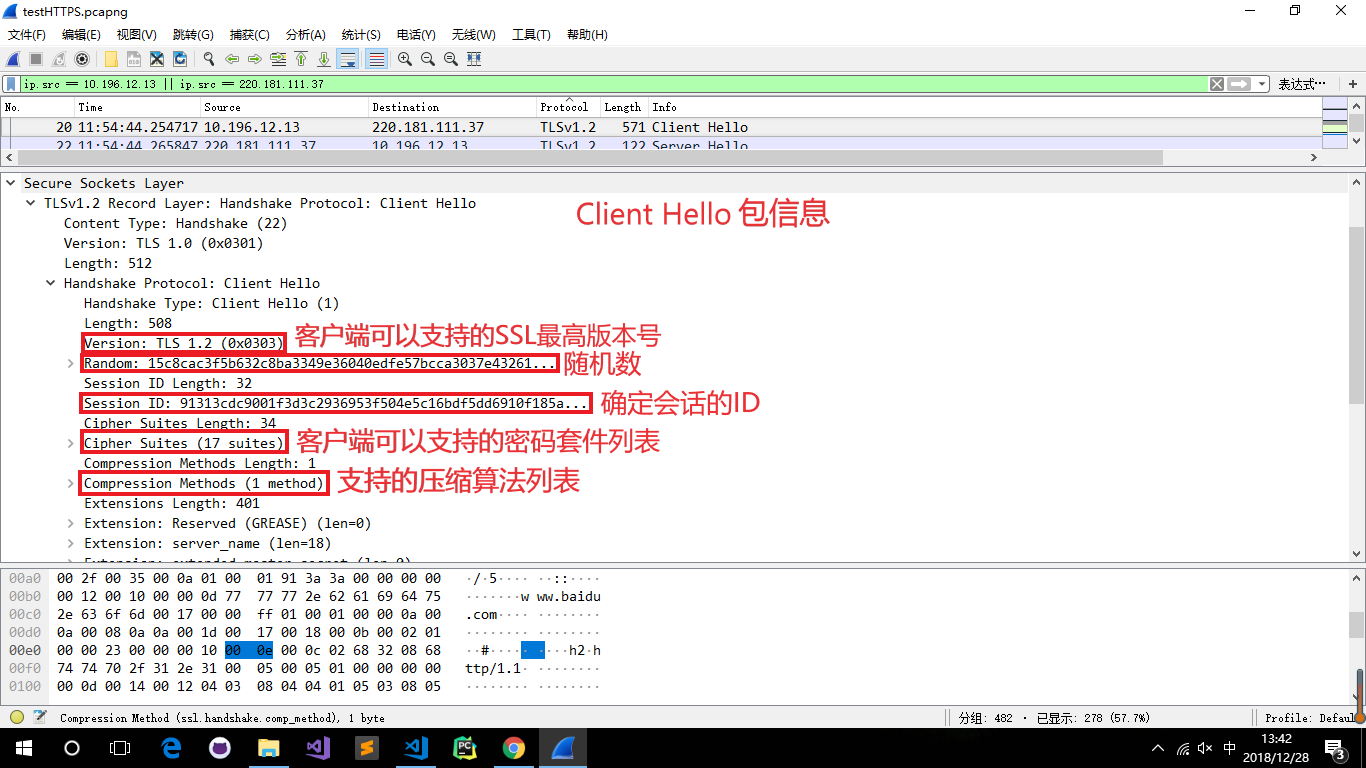 testHTTPS.pcapng
文件(F) 编辑(E) 视图(V) 跳转(G) 捕获(C) 分析(A) 统计(S) 电话(Y) 无线(W) 工具(T) 帮助(H)
ip.src == 10.196.12.13 || ip.src == 220.181.111.37 表达式… +
No. Time Source Destination Protocol Length Info
20 11:54:44.254717 10.196.12.13 220.181.111.37 TLSv1.2 571 Client Hello
22 11:54:44.265847 220.181.111.37 10.196.12.13 TLSv1.2 122 Server Hello
Secure Sockets Layer
TLSv1.2 Record Layer: Handshake Protocol: Client Hello
Client Hello 包信息
Content Type: Handshake (22)
Version: TLS 1.0 (0x0301)
Length: 512
Handshake Protocol: Client Hello
Handshake Type: Client Hello (1)
Length: 508
Version: TLS 1.2 (0x0303) 客户端可以支持的SSL最高版本号
Random: 15c8cac3f5b632c8ba3349e36040edfe57bcca3037e43261... 随机数
Session ID Length: 32
Session ID: 91313cdc9001f3d3c2936953f504e5c16bdf5dd6910f185a... 确定会话的ID
Cipher Suites Length: 34
Cipher Suites (17 suites) 客户端可以支持的密码套件列表
Compression Methods Length: 1
Compression Methods (1 method) 支持的压缩算法列表
Extensions Length: 401
Extension: Reserved (GREASE) (len=0)
Extension: server_name (len=18)
Extension: extended_master_secret (len=0)
00a0 00 2f 00 35 00 0a 01 00 01 91 3a 3a 00 00 00 00 ·/·5···· ··::····
00b0 00 12 00 10 00 00 0d 77 77 77 2e 62 61 69 64 75 ·······w ww.baidu
00c0 2e 63 6f 6d 00 17 00 00 ff 01 00 01 00 00 0a 00 .com···· ········
00d0 0a 00 08 0a 0a 00 1d 00 17 00 18 00 0b 00 02 01 ········ ········
00e0 00 00 23 00 00 00 10 00 0e 00 0c 02 68 32 08 68 ··#····· ····h2·h
00f0 74 74 70 2f 31 2e 31 00 05 00 05 01 00 00 00 00 ttp/1.1· ········
0100 00 0d 00 14 00 12 04 03 08 04 04 01 05 03 08 05 ········ ········
Compression Method (ssl.handshake.comp_method), 1 byte 分组: 482 · 已显示: 278 (57.7%) Profile: Defaul
PC
中 13:42
2018/12/28
3